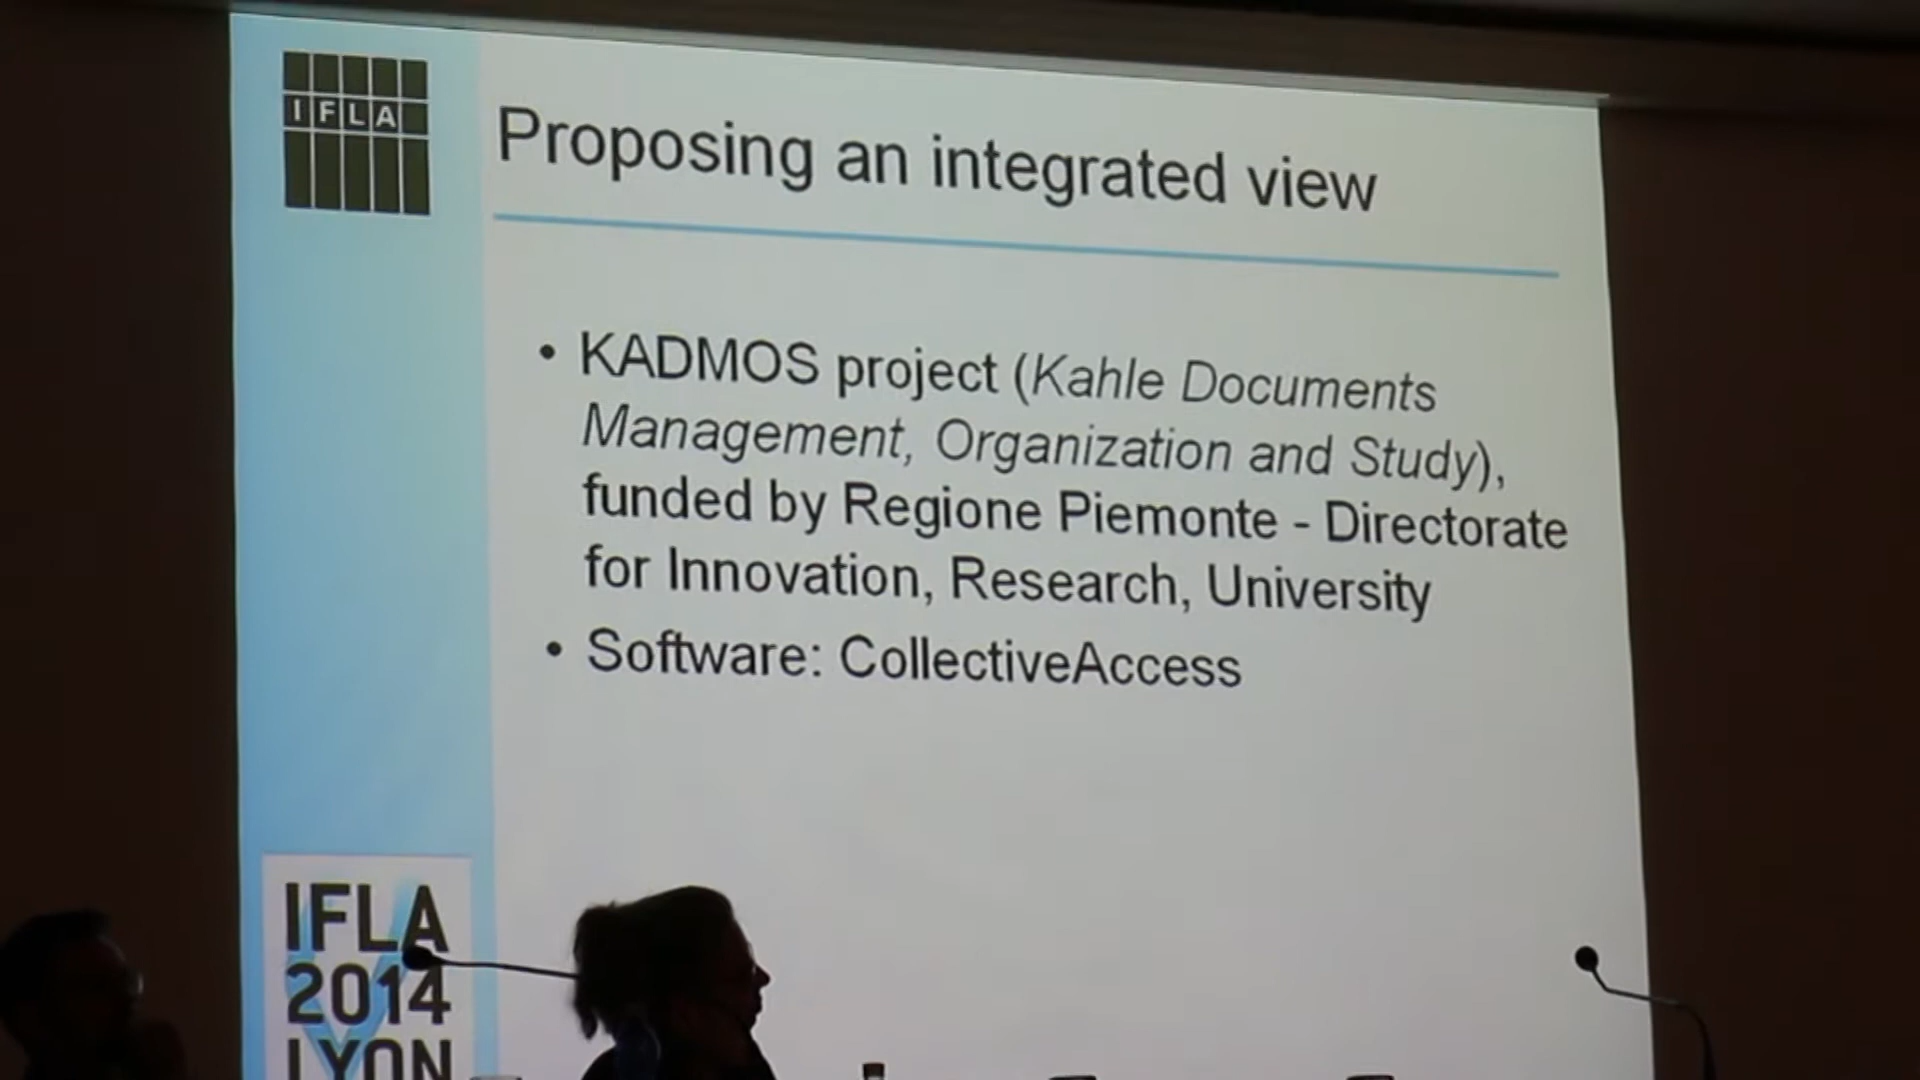 IFLA
Proposing an integrated view
• KADMOS project (Kahle Documents
Management, Organization and Study),
funded by Regione Piemonte - Directorate
for Innovation, Research, University
• Software: CollectiveAccess
IFLA
2014
LYON